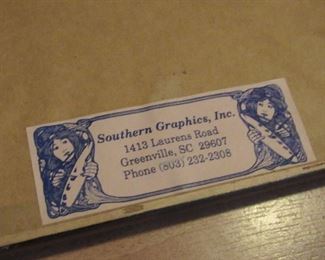 Southern Graphics, Inc.
1413 Laurens Road
Greenville, SC 29607
Phone (803) 232-2308